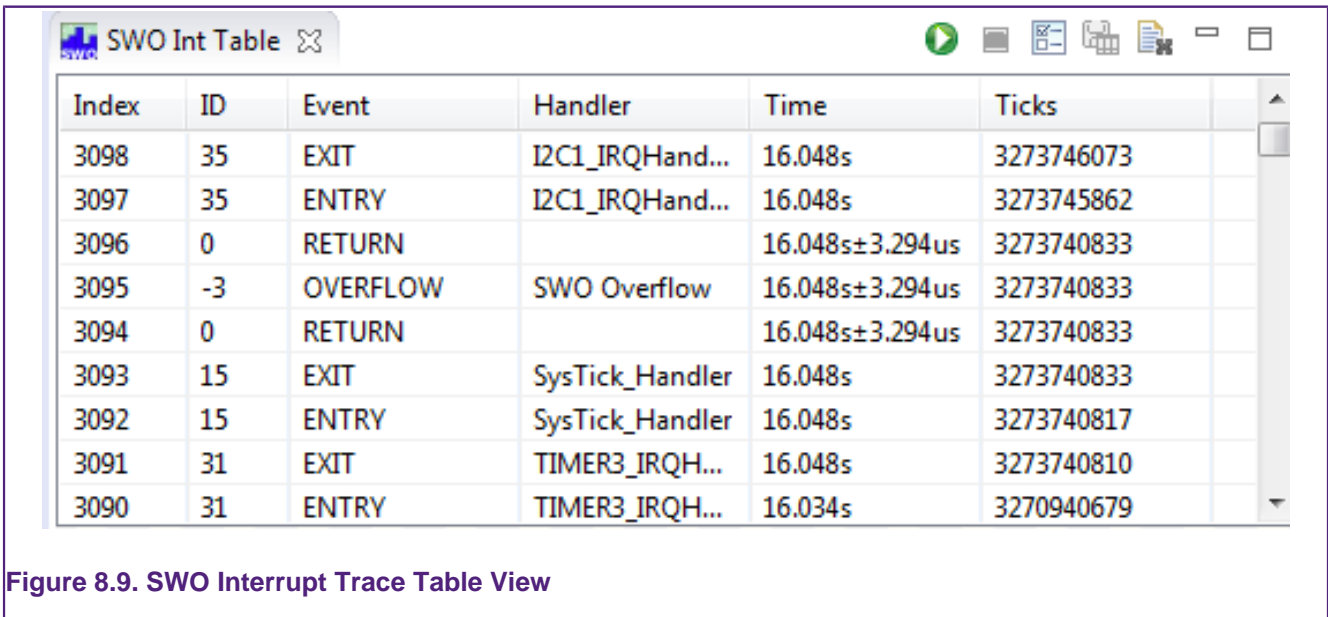 SWO SWO Int Table
Index ID Event Handler Time Ticks
3098 35 EXIT I2C1_IRQHand... 16.048s 3273746073
3097 35 ENTRY I2C1_IRQHand... 16.048s 3273745862
3096 0 RETURN 16.048s±3.294us 3273740833
3095 -3 OVERFLOW SWO Overflow 16.048s±3.294us 3273740833
3094 0 RETURN 16.048s±3.294us 3273740833
3093 15 EXIT SysTick_Handler 16.048s 3273740833
3092 15 ENTRY SysTick_Handler 16.048s 3273740817
3091 31 EXIT TIMER3_IRQH... 16.048s 3273740810
3090 31 ENTRY TIMER3_IRQH... 16.034s 3270940679
Figure 8.9. SWO Interrupt Trace Table View